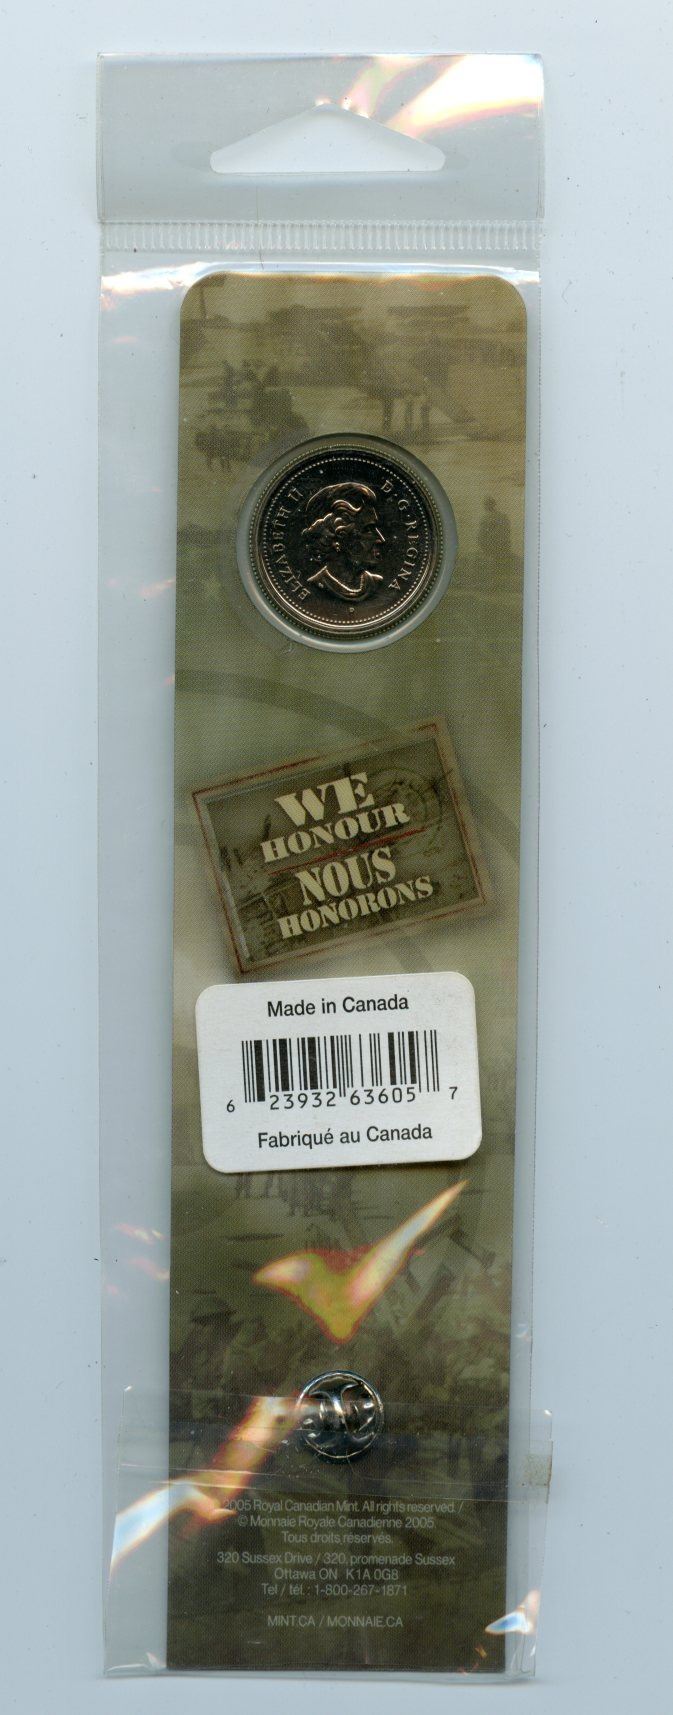 ELIZABETH II D·G·REGINA
P
WE
HONOUR
NOUS
HONORONS
Made in Canada
6 23932 63605 7
Fabriqué au Canada
2005 Royal Canadian Mint. All rights reserved. /
© Monnaie Royale Canadienne 2005
Tous droits réservés.
320 Sussex Drive / 320, promenade Sussex
Ottawa ON K1A 0G8
Tel / tél. : 1-800-267-1871
MINT.CA / MONNAIE.CA